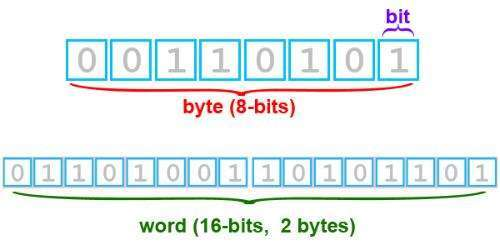 bit
0 0 1 1 0 1 0 1
byte (8-bits)
0 1 1 0 1 0 0 1 1 0 1 0 1 1 0 1
word (16-bits, 2 bytes)